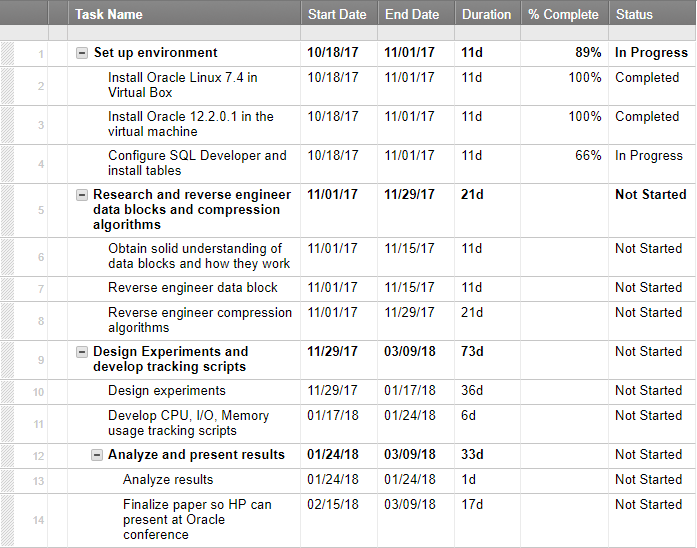 Task Name Start Date End Date Duration % Complete Status
1 Set up environment 10/18/17 11/01/17 11d 89% In Progress
2 Install Oracle Linux 7.4 in 10/18/17 11/01/17 11d 100% Completed
Virtual Box
3 Install Oracle 12.2.0.1 in the 10/18/17 11/01/17 11d 100% Completed
virtual machine
4 Configure SQL Developer and 10/18/17 11/01/17 11d 66% In Progress
install tables
5 Research and reverse engineer 11/01/17 11/29/17 21d Not Started
data blocks and compression
algorithms
6 Obtain solid understanding of 11/01/17 11/15/17 11d Not Started
data blocks and how they work
7 Reverse engineer data block 11/01/17 11/15/17 11d Not Started
8 Reverse engineer compression 11/01/17 11/29/17 21d Not Started
algorithms
9 Design Experiments and 11/29/17 03/09/18 73d Not Started
develop tracking scripts
10 Design experiments 11/29/17 01/17/18 36d Not Started
11 Develop CPU, I/O, Memory 01/17/18 01/24/18 6d Not Started
usage tracking scripts
12 Analyze and present results 01/24/18 03/09/18 33d Not Started
13 Analyze results 01/24/18 01/24/18 1d Not Started
14 Finalize paper so HP can 02/15/18 03/09/18 17d Not Started
present at Oracle
conference